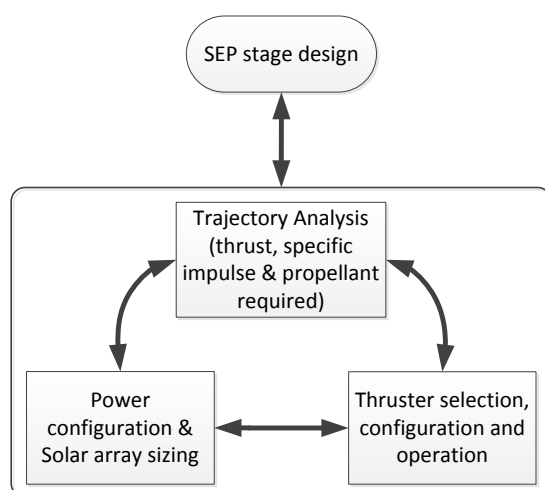 SEP stage design
Trajectory Analysis
(thrust, specific
impulse & propellant
required)
Power
configuration &
Solar array sizing
Thruster selection,
configuration and
operation